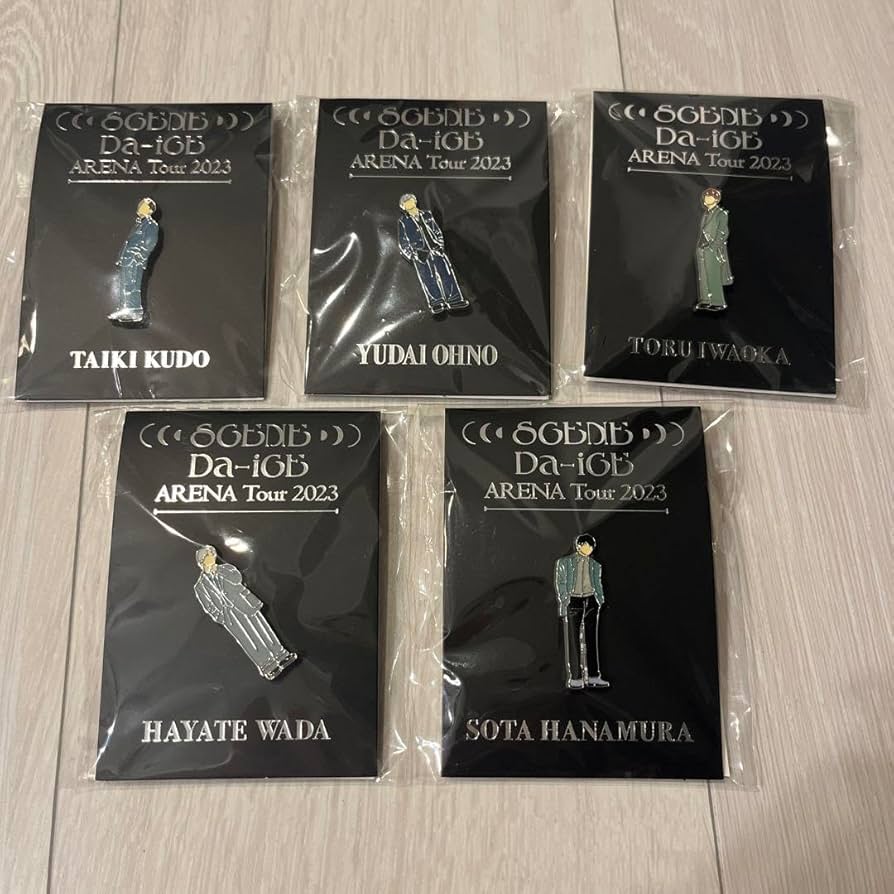 SCENE
Da-iCE
ARENA Tour 2023
TAIKI KUDO
SCENE
Da-iCE
ARENA Tour 2023
YUDAI OHNO
SCENE
Da-iCE
ARENA Tour 2023
TORU IWAOKA
SCENE
Da-iCE
ARENA Tour 2023
HAYATE WADA
SCENE
Da-iCE
ARENA Tour 2023
SOTA HANAMURA